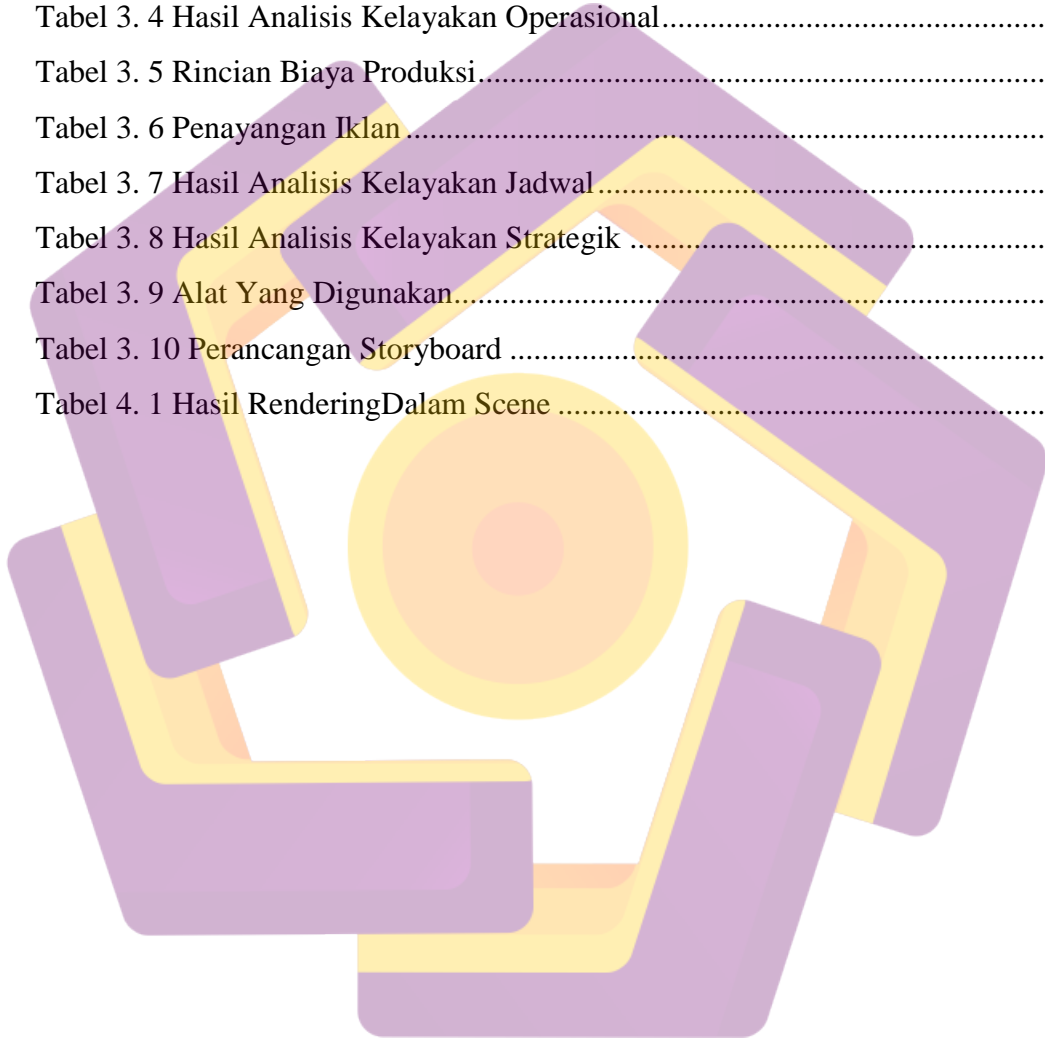 Tabel 3. 4 Hasil Analisis Kelayakan Operasional..............................................
Tabel 3. 5 Rincian Biaya Produksi.....................................................................
Tabel 3. 6 Penayangan Iklan..............................................................................
Tabel 3. 7 Hasil Analisis Kelayakan Jadwal......................................................
Tabel 3. 8 Hasil Analisis Kelayakan Strategik ..................................................
Tabel 3. 9 Alat Yang Digunakan........................................................................
Tabel 3. 10 Perancangan Storyboard .................................................................
Tabel 4. 1 Hasil RenderingDalam Scene ...........................................................